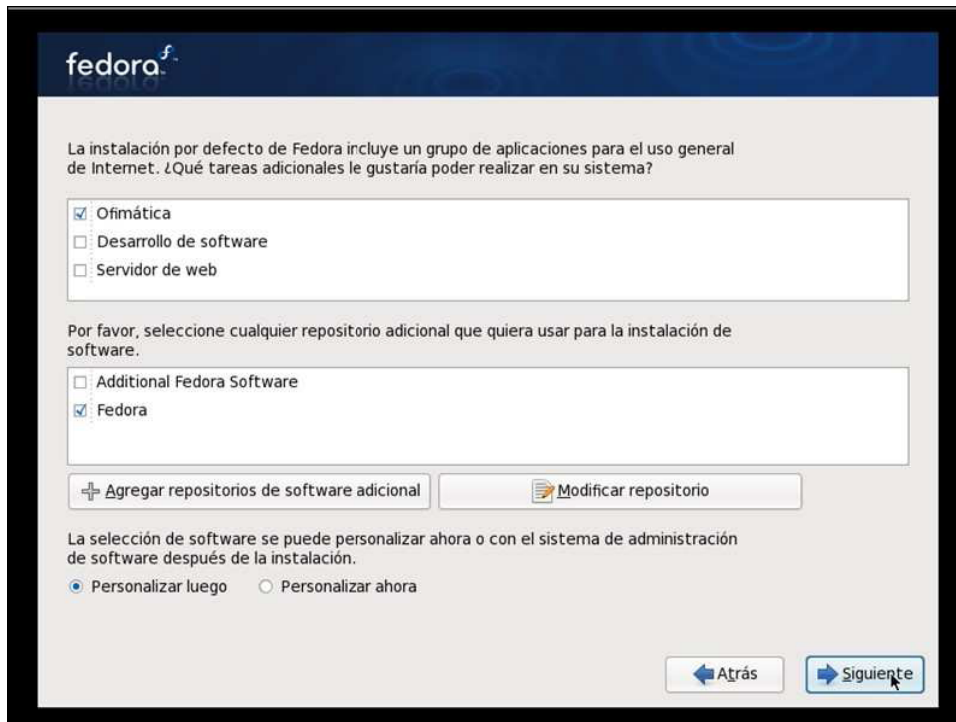 fedora
La instalación por defecto de Fedora incluye un grupo de aplicaciones para el uso general
de Internet. ¿Qué tareas adicionales le gustaría poder realizar en su sistema?
Ofimática
Desarrollo de software
Servidor de web
Por favor, seleccione cualquier repositorio adicional que quiera usar para la instalación de
software.
Additional Fedora Software
Fedora
Agregar repositorios de software adicional
Modificar repositorio
La selección de software se puede personalizar ahora o con el sistema de administración
de software después de la instalación.
Personalizar luego
Personalizar ahora
Atrás
Siguiente